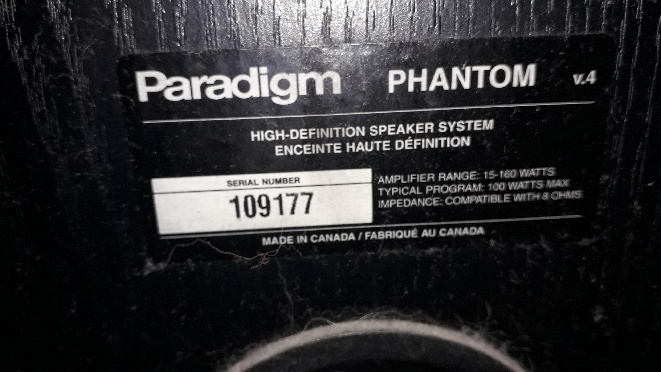 Paradigm PHANTOM v.4
HIGH-DEFINITION SPEAKER SYSTEM
ENCEINTE HAUTE DÉFINITION
SERIAL NUMBER
109177
AMPLIFIER RANGE: 15-160 WATTS
TYPICAL PROGRAM: 100 WATTS MAX
IMPEDANCE: COMPATIBLE WITH 8 OHMS
MADE IN CANADA / FABRIQUÉ AU CANADA